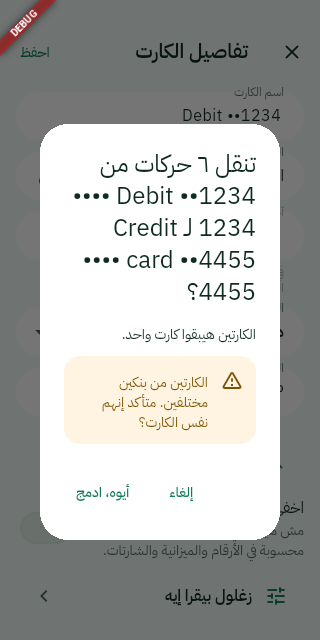 DEBUG
تفاصيل الكارت
احفظ
اسم الكارت
Debit ••1234
تنقل ٦ حركات من
Debit ••1234 ••••
1234 لـ Credit
card ••4455 ••••
4455؟
الكارتين هيبقوا كارت واحد.
الكارتين من بنكين
مختلفين. متأكد إنهم
نفس الكارت؟
إلغاء
أيوه، ادمج
محسوبة في الأرقام والميزانية والشارتات.
زغلول بيقرا إيه